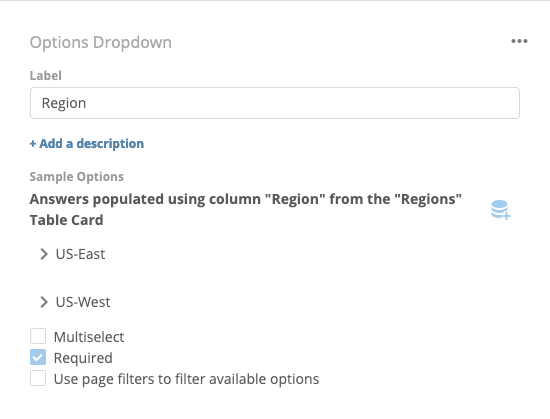 Options Dropdown
Label
Region
+ Add a description
Sample Options
Answers populated using column "Region" from the "Regions"
Table Card
US-East
US-West
Multiselect
Required
Use page filters to filter available options